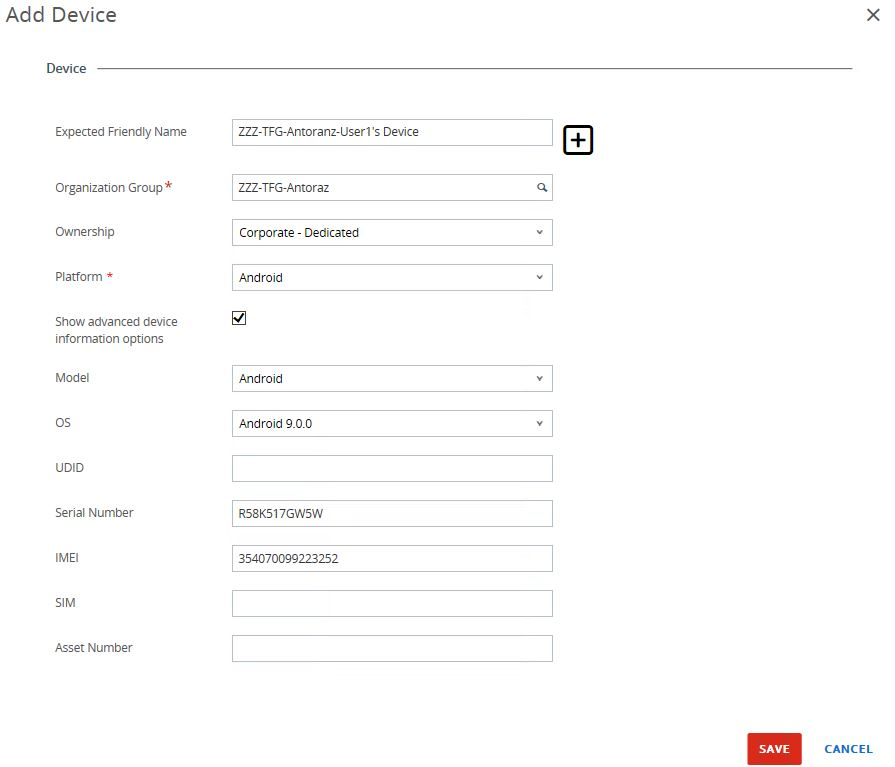 Add Device
Device
Expected Friendly Name
ZZZ-TFG-Antoranz-User1's Device
Organization Group*
ZZZ-TFG-Antoraz
Ownership
Corporate - Dedicated
Platform *
Android
Show advanced device
information options
Model
Android
OS
Android 9.0.0
UDID
Serial Number
R58K517GW5W
IMEI
354070099223252
SIM
Asset Number
SAVE
CANCEL